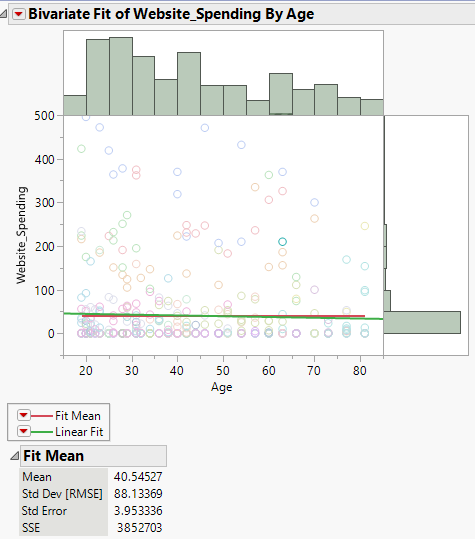 Bivariate Fit of Website_Spending By Age
500
400
300
200
100
0
Website_Spending
20 30 40 50 60 70 80
Age
Fit Mean
Linear Fit
Fit Mean
Mean 40.54527
Std Dev [RMSE] 88.13369
Std Error 3.953336
SSE 3852703